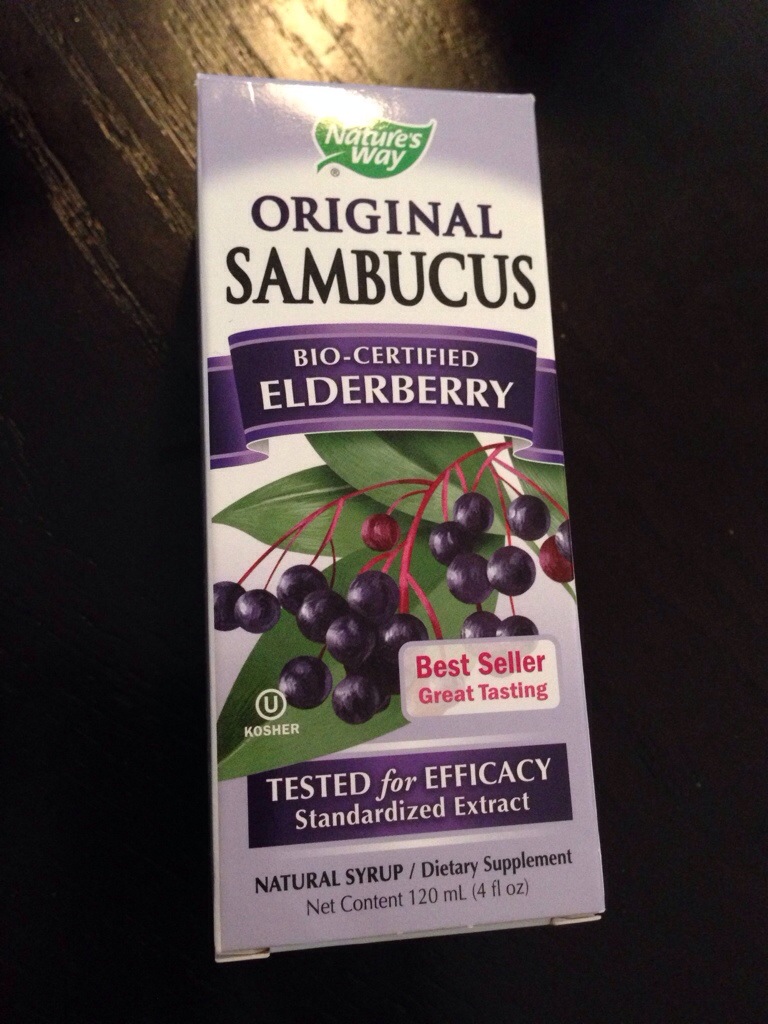 Nature's
Way
®
ORIGINAL
SAMBUCUS
BIO-CERTIFIED
ELDERBERRY
Best Seller
Great Tasting
U
KOSHER
TESTED for EFFICACY
Standardized Extract
NATURAL SYRUP / Dietary Supplement
Net Content 120 mL (4 fl oz)